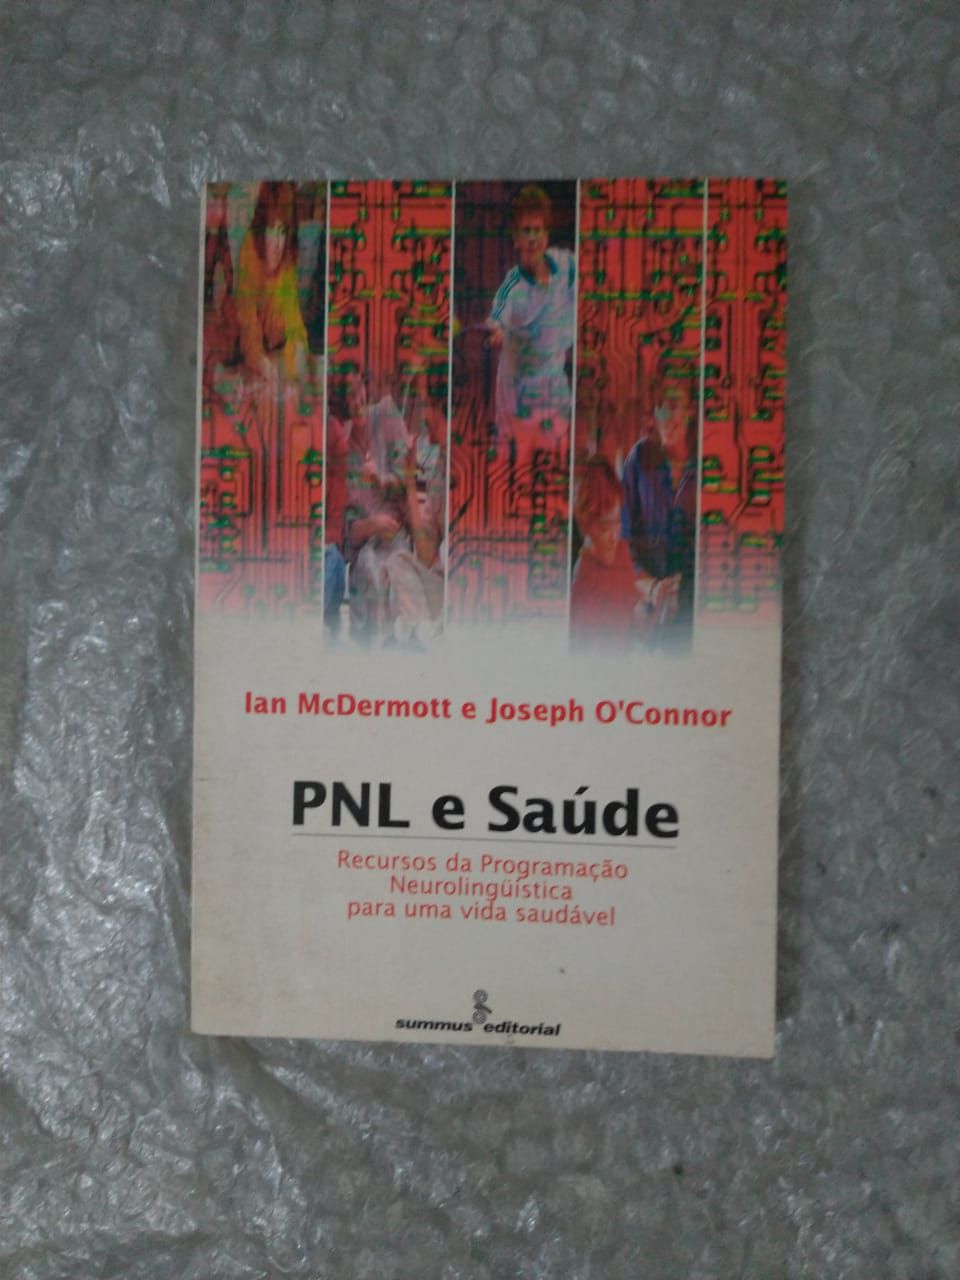 Ian McDermott e Joseph O'Connor
PNL e Saúde
Recursos da Programação
Neurolingüística
para uma vida saudável
summus editorial